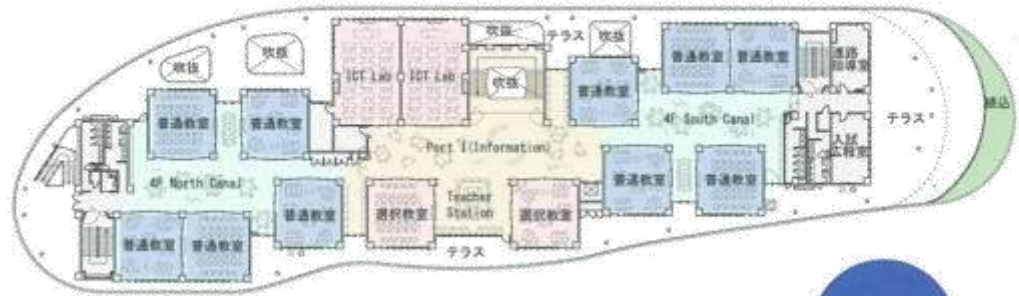 吹抜
テラス
吹抜
普通教室
普通教室
進路
指導室
吹抜
吹抜
ICT Lab
ICT Lab
吹抜
普通教室
普通教室
普通教室
4F South Canal
テラス
植込
Port I(Information)
入試
広報室
4F North Canal
普通教室
普通教室
普通教室
選択教室
Teacher
Station
選択教室
普通教室
普通教室
テラス